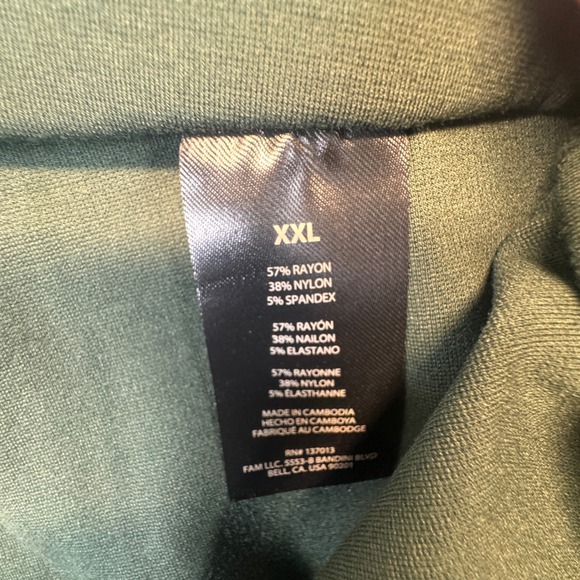 XXL
57% RAYON
38% NYLON
5% SPANDEX
57% RAYÓN
38% NAILON
5% ELASTANO
57% RAYONNE
38% NYLON
5% ÉLASTHANNE
MADE IN CAMBODIA
HECHO EN CAMBOYA
FABRIQUÉ AU CAMBODGE
RN# 137013
FAM LLC. 5553-B BANDINI BLVD
BELL, CA. USA 90201